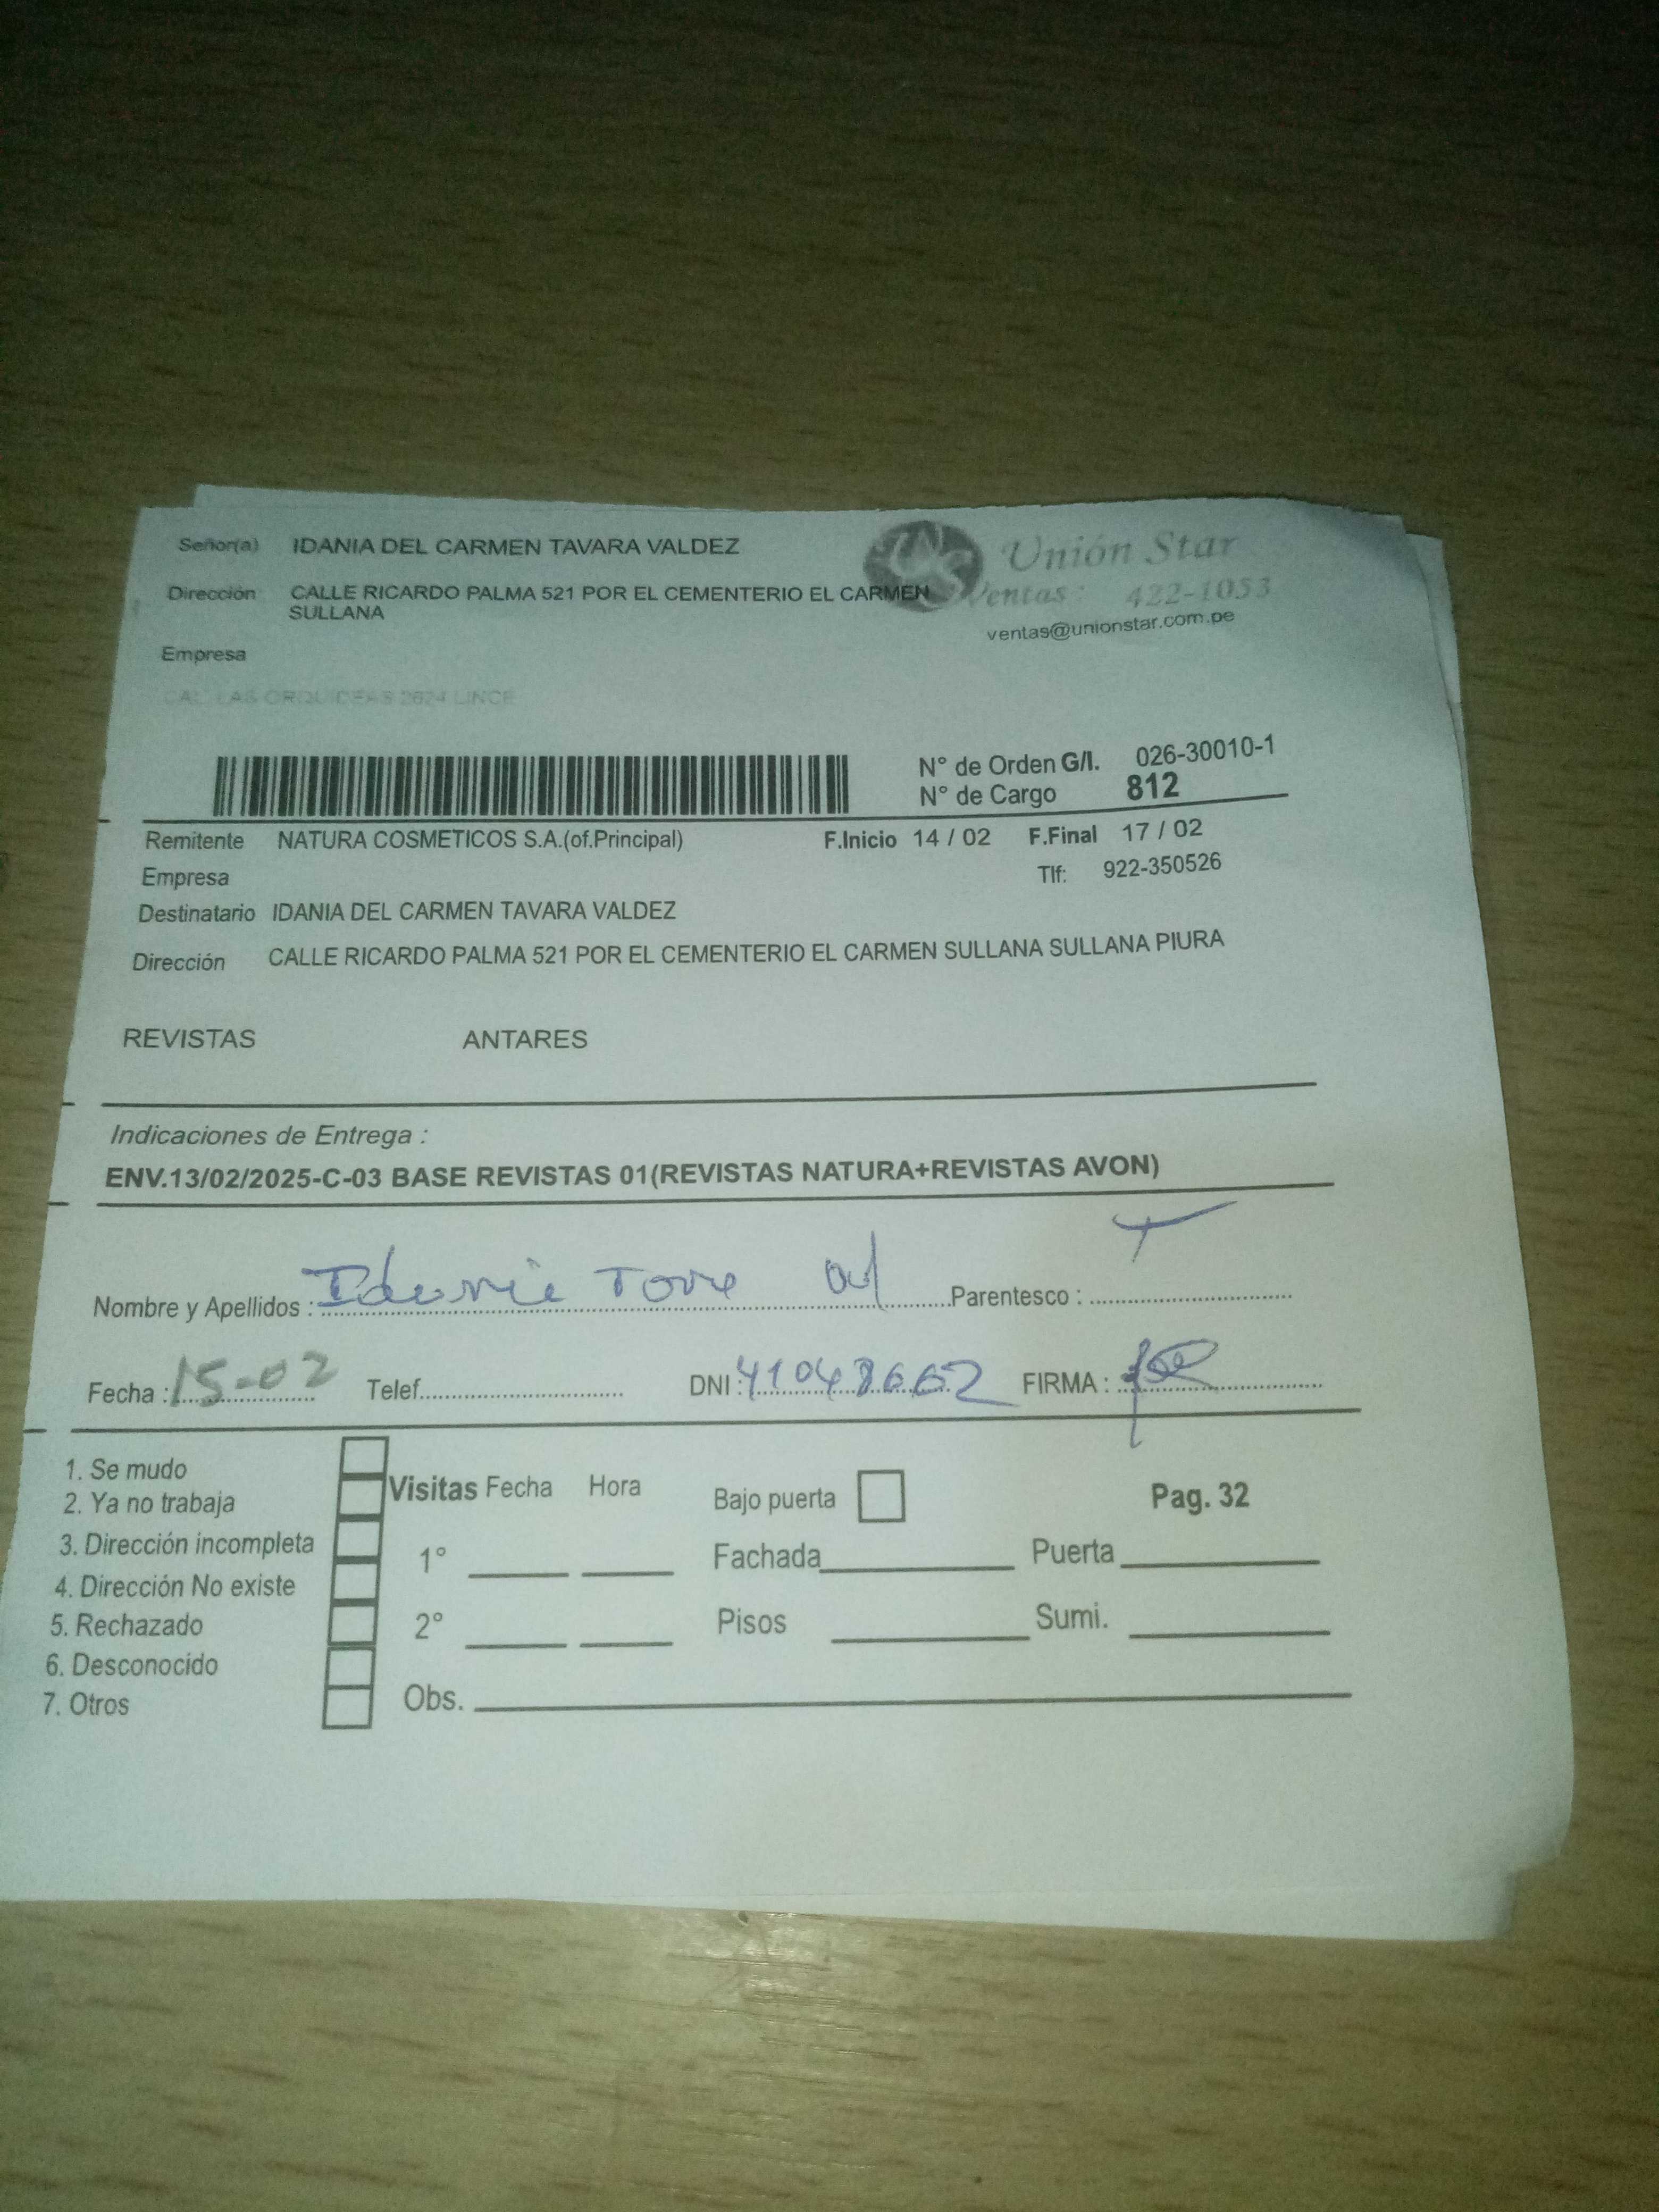 Señor(a) IDANIA DEL CARMEN TAVARA VALDEZ
Unión Star
Dirección CALLE RICARDO PALMA 521 POR EL CEMENTERIO EL CARMEN
SULLANA
Ventas: 422-1053
ventas@unionstar.com.pe
Empresa
CAL LAS ORQUIDEAS 2624 LINCE
N° de Orden G/I. 026-30010-1
N° de Cargo 812
Remitente NATURA COSMETICOS S.A.(of.Principal) F.Inicio 14 / 02 F.Final 17 / 02
Empresa Tlf: 922-350526
Destinatario IDANIA DEL CARMEN TAVARA VALDEZ
Dirección CALLE RICARDO PALMA 521 POR EL CEMENTERIO EL CARMEN SULLANA SULLANA PIURA
REVISTAS ANTARES
Indicaciones de Entrega :
ENV.13/02/2025-C-03 BASE REVISTAS 01(REVISTAS NATURA+REVISTAS AVON)
Nombre y Apellidos : Parentesco : T
Fecha : 15-02 Telef. DNI : 41048662 FIRMA :
1. Se mudo
2. Ya no trabaja
3. Dirección incompleta
4. Dirección No existe
5. Rechazado
6. Desconocido
7. Otros
Visitas Fecha Hora Bajo puerta Pag. 32
1° Fachada Puerta
2° Pisos Sumi.
Obs.